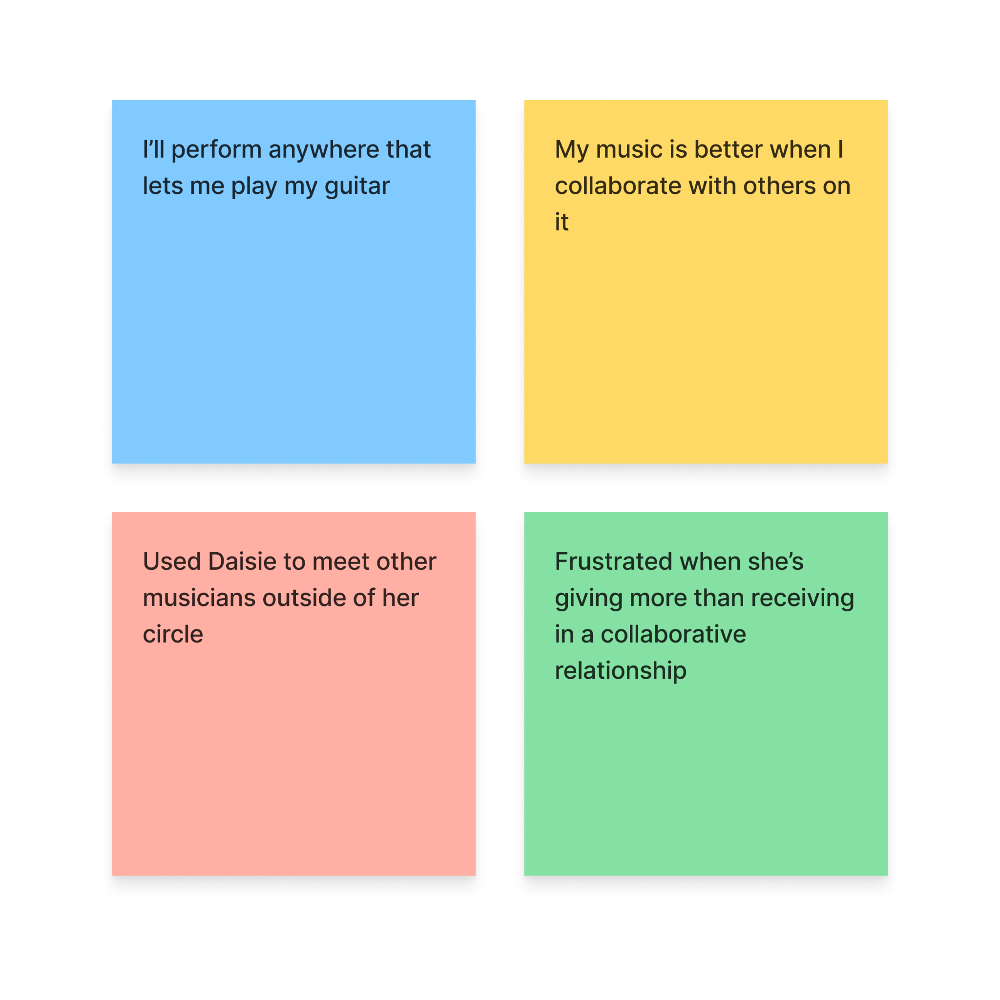 I’ll perform anywhere that
lets me play my guitar
My music is better when I
collaborate with others on
it
Used Daisie to meet other
musicians outside of her
circle
Frustrated when she’s
giving more than receiving
in a collaborative
relationship